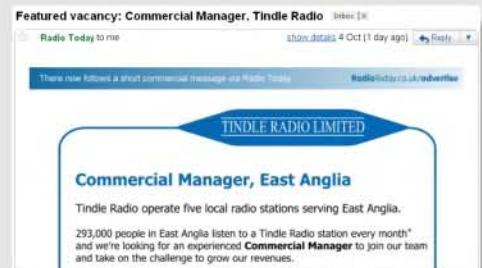 Featured vacancy: Commercial Manager, Tindle Radio Inbox | X
Radio Today to me show details 4 Oct (1 day ago) Reply
There now follows a short commercial message via Radio Today RadioToday.co.uk/advertise
TINDLE RADIO LIMITED
Commercial Manager, East Anglia
Tindle Radio operate five local radio stations serving East Anglia.
293,000 people in East Anglia listen to a Tindle Radio station every month*
and we're looking for an experienced Commercial Manager to join our team
and take on the challenge to grow our revenues.